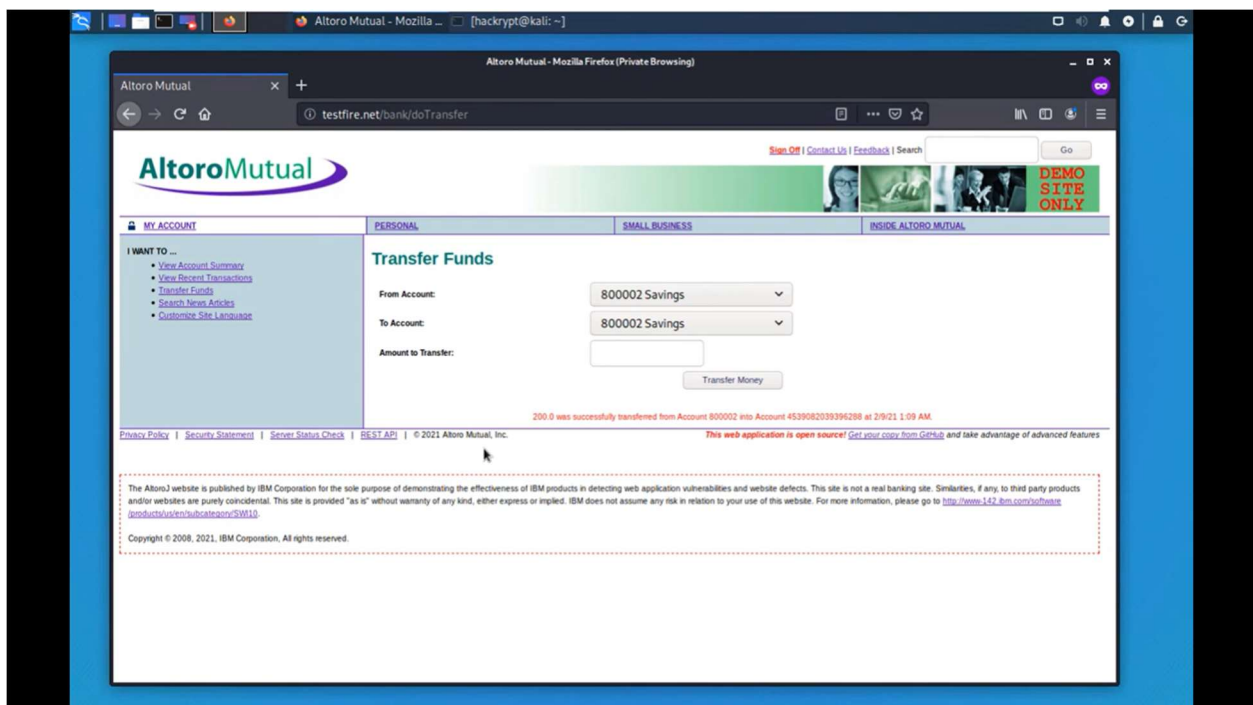 Altoro Mutual - Mozilla ... [hackrypt@kali: ~]
Altoro Mutual - Mozilla Firefox (Private Browsing)
Altoro Mutual
testfire.net/bank/doTransfer
Sign Off | Contact Us | Feedback | Search Go
AltoroMutual
DEMO
SITE
ONLY
MY ACCOUNT PERSONAL SMALL BUSINESS INSIDE ALTORO MUTUAL
I WANT TO ...
• View Account Summary
• View Recent Transactions
• Transfer Funds
• Search News Articles
• Customize Site Language
Transfer Funds
From Account: 800002 Savings
To Account: 800002 Savings
Amount to Transfer:
Transfer Money
200.0 was successfully transferred from Account 800002 into Account 4539082039396288 at 2/9/21 1:09 AM.
Privacy Policy | Security Statement | Server Status Check | REST API | © 2021 Altoro Mutual, Inc. This web application is open source! Get your copy from GitHub and take advantage of advanced features
The AltoroJ website is published by IBM Corporation for the sole purpose of demonstrating the effectiveness of IBM products in detecting web application vulnerabilities and website defects. This site is not a real banking site. Similarities, if any, to third party products
and/or websites are purely coincidental. This site is provided "as is" without warranty of any kind, either express or implied. IBM does not assume any risk in relation to your use of this website. For more information, please go to http://www-142.ibm.com/software
/products/us/en/subcategory/SWI10.
Copyright © 2008, 2021, IBM Corporation, All rights reserved.